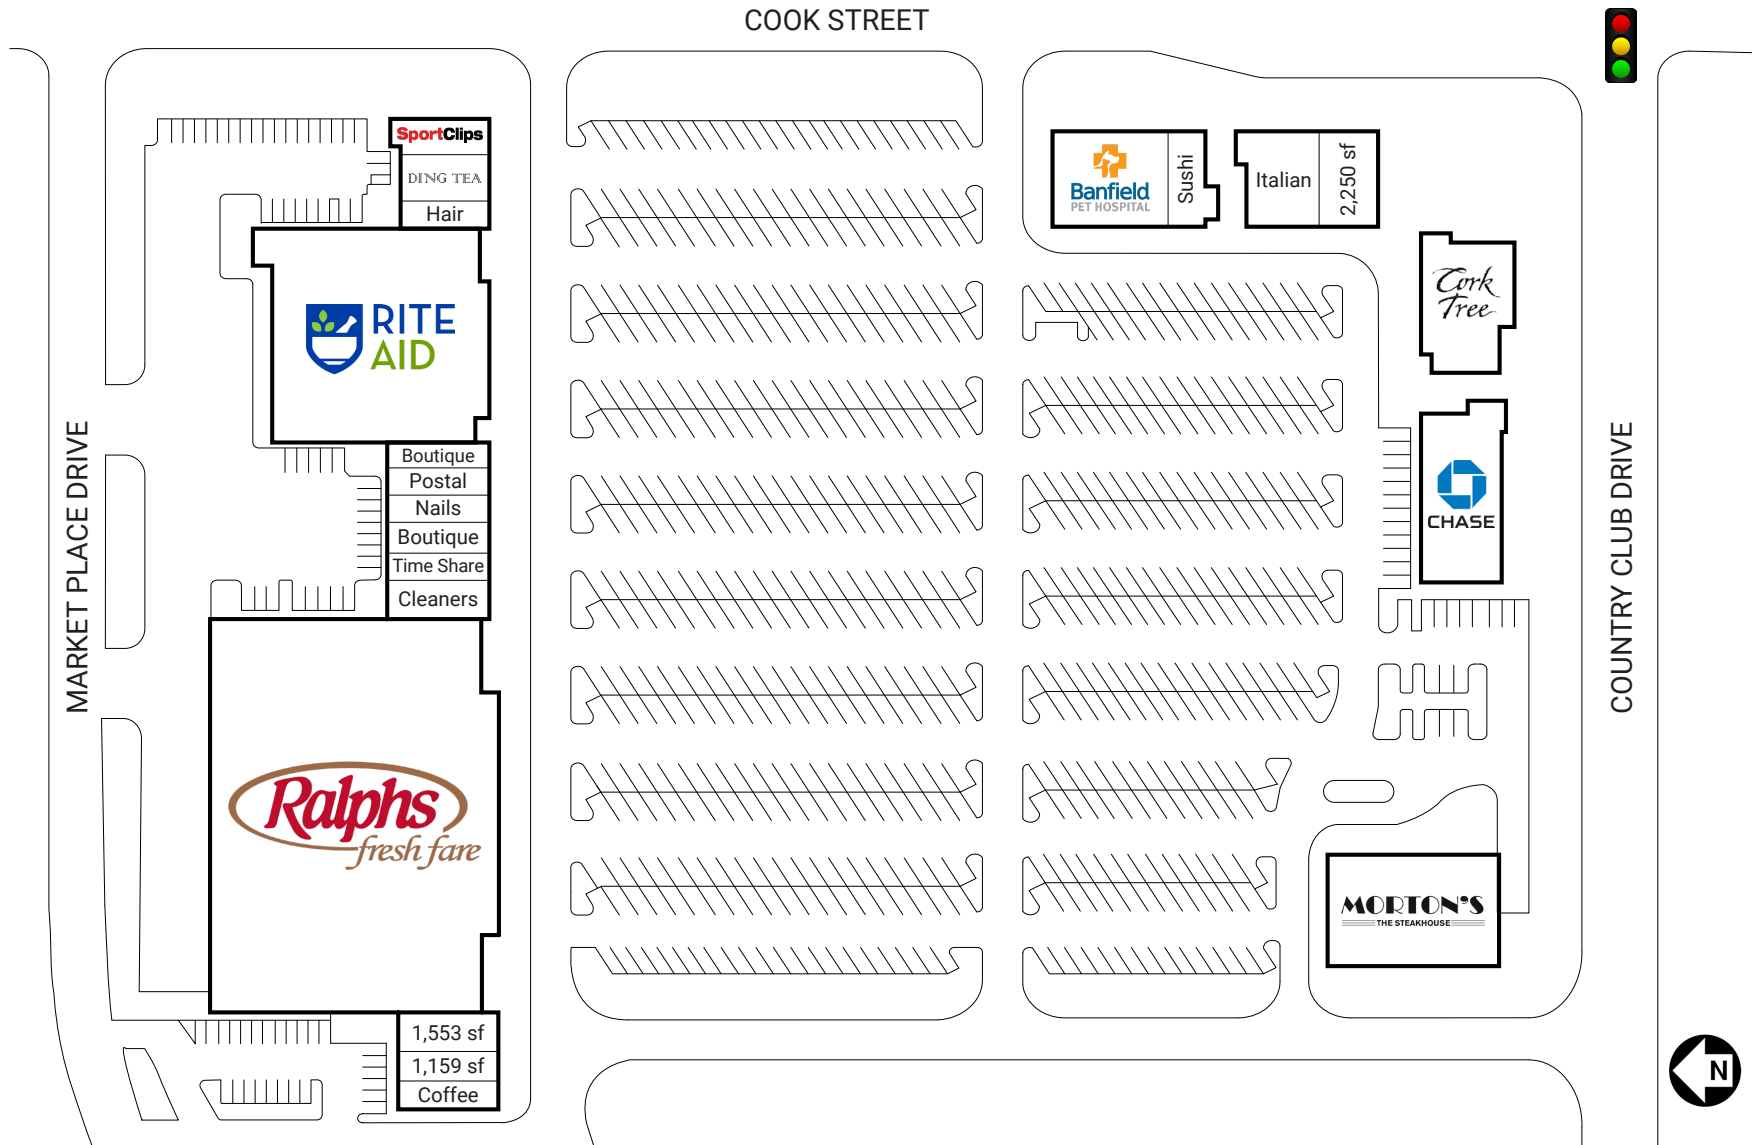 COOK STREET
SportClips
DING TEA
Hair
RITE
AID
Boutique
Postal
Nails
Boutique
Time Share
Cleaners
Ralphs
fresh fare
1,553 sf
1,159 sf
Coffee
MARKET PLACE DRIVE
Banfield
PET HOSPITAL
Sushi
Italian
2,250 sf
Cork
Tree
CHASE
MORTON'S
THE STEAKHOUSE
COUNTRY CLUB DRIVE
N